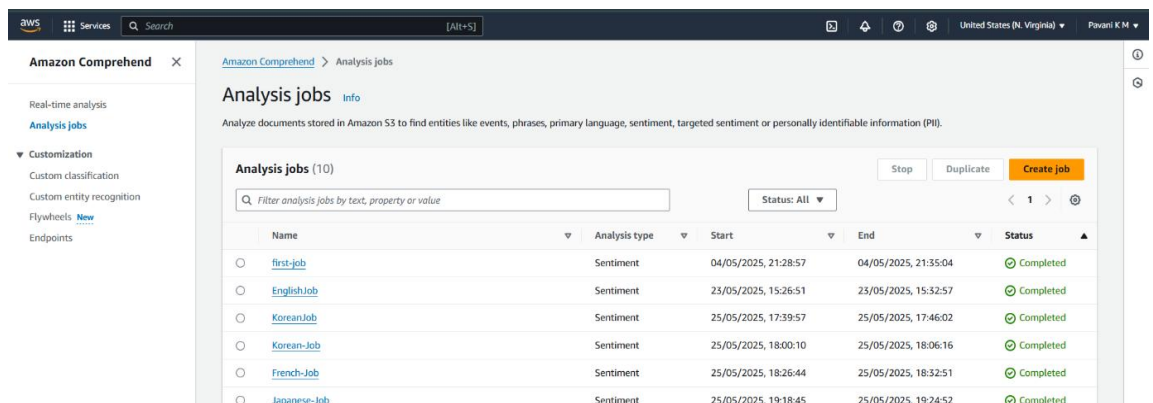 aws Services Search [Alt+S] United States (N. Virginia) Pavani K M
Amazon Comprehend
Real-time analysis
Analysis jobs
Customization
Custom classification
Custom entity recognition
Flywheels New
Endpoints
Amazon Comprehend > Analysis jobs
Analysis jobs Info
Analyze documents stored in Amazon S3 to find entities like events, phrases, primary language, sentiment, targeted sentiment or personally identifiable information (PII).
Analysis jobs (10) Stop Duplicate Create job
Filter analysis jobs by text, property or value Status: All < 1 >
Name Analysis type Start End Status
first-job Sentiment 04/05/2025, 21:28:57 04/05/2025, 21:35:04 Completed
EnglishJob Sentiment 23/05/2025, 15:26:51 23/05/2025, 15:32:57 Completed
KoreanJob Sentiment 25/05/2025, 17:39:57 25/05/2025, 17:46:02 Completed
Korean-Job Sentiment 25/05/2025, 18:00:10 25/05/2025, 18:06:16 Completed
French-Job Sentiment 25/05/2025, 18:26:44 25/05/2025, 18:32:51 Completed
Japanese-Job Sentiment 25/05/2025, 19:18:45 25/05/2025, 19:24:52 Completed